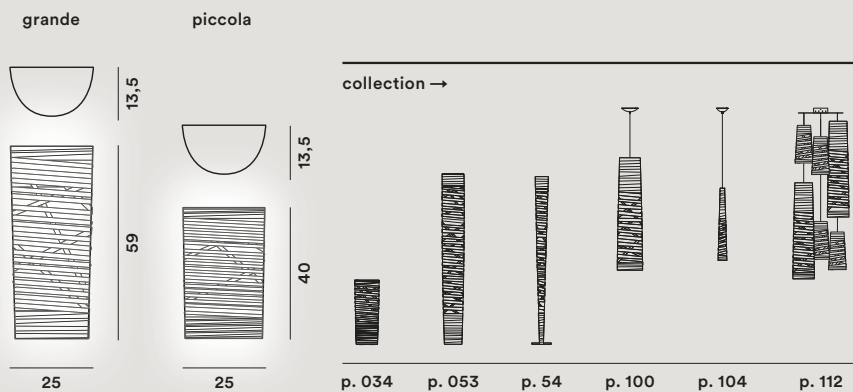 grande
piccola
13,5
59
25
13,5
40
25
collection →
p. 034
p. 053
p. 54
p. 100
p. 104
p. 112